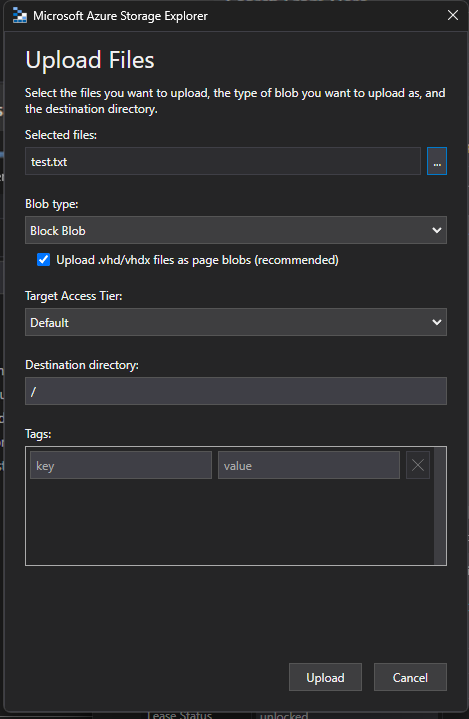 Microsoft Azure Storage Explorer
Upload Files
Select the files you want to upload, the type of blob you want to upload as, and
the destination directory.
Selected files:
test.txt
...
Blob type:
Block Blob
Upload .vhd/vhdx files as page blobs (recommended)
Target Access Tier:
Default
Destination directory:
/
Tags:
key value
Upload Cancel
Lease Status unlocked